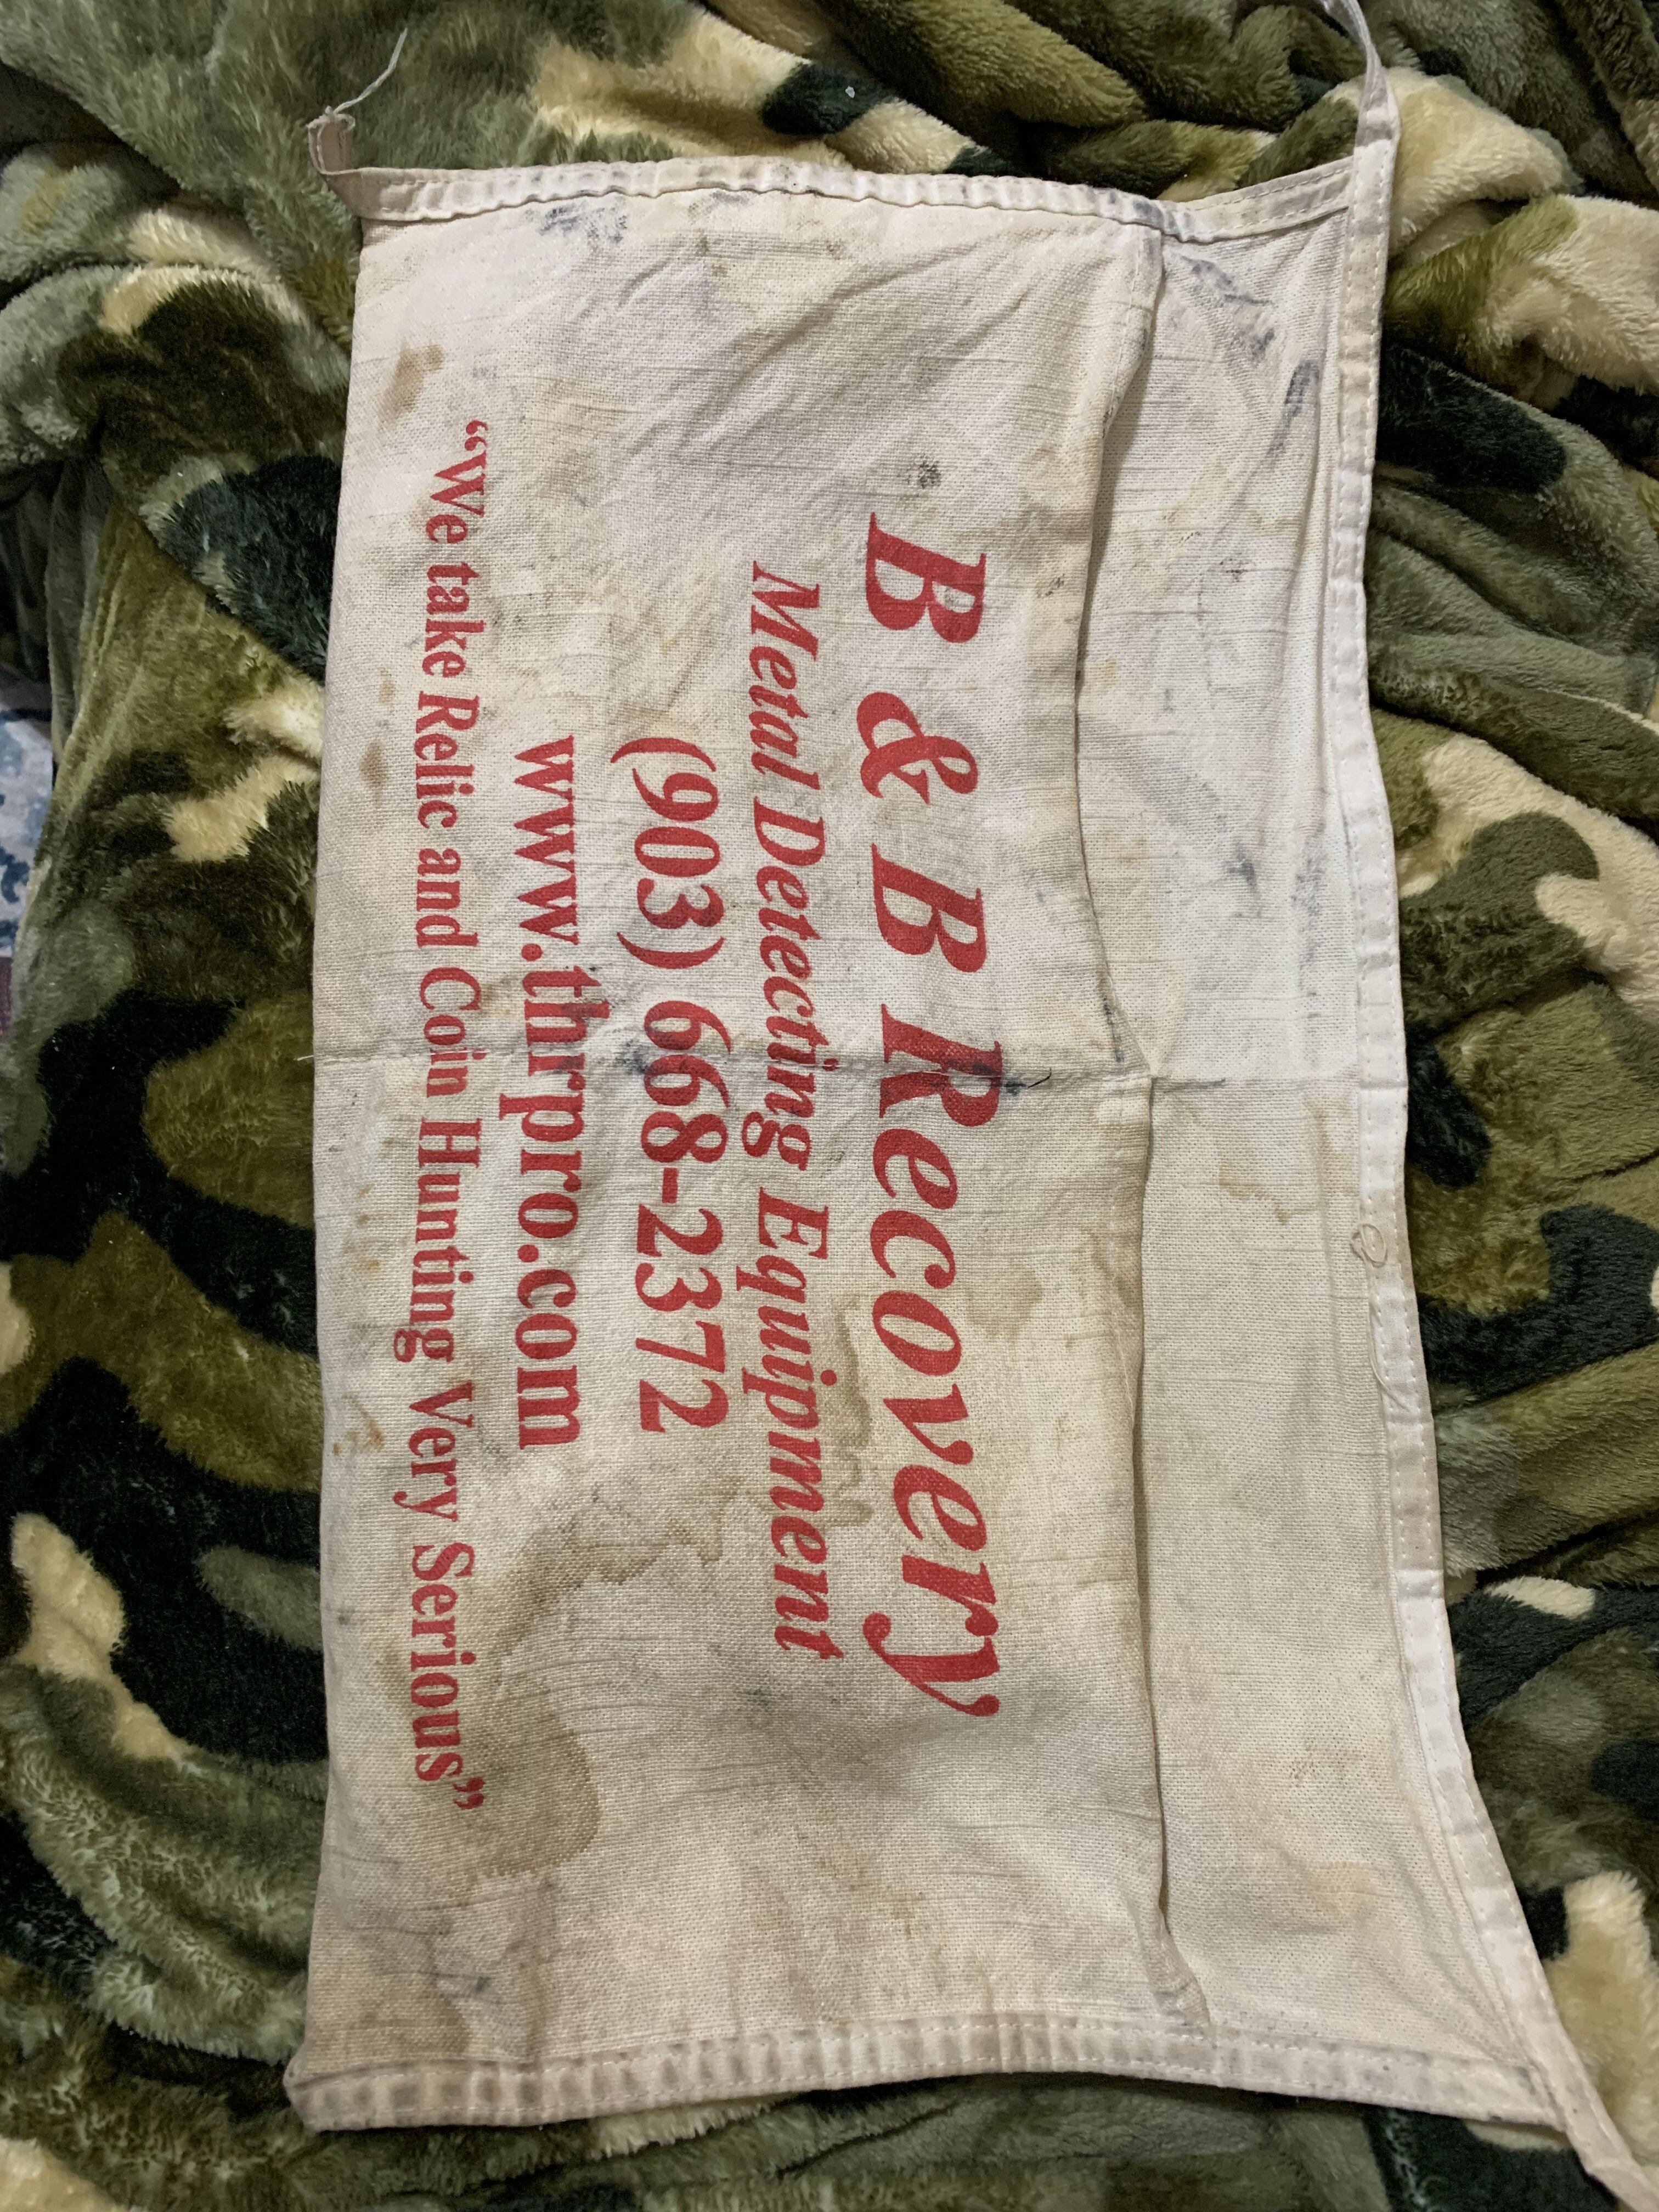 B & B Recovery
Metal Detecting Equipment
(903) 668-2372
www.thrpro.com
“We take Relic and Coin Hunting Very Serious”